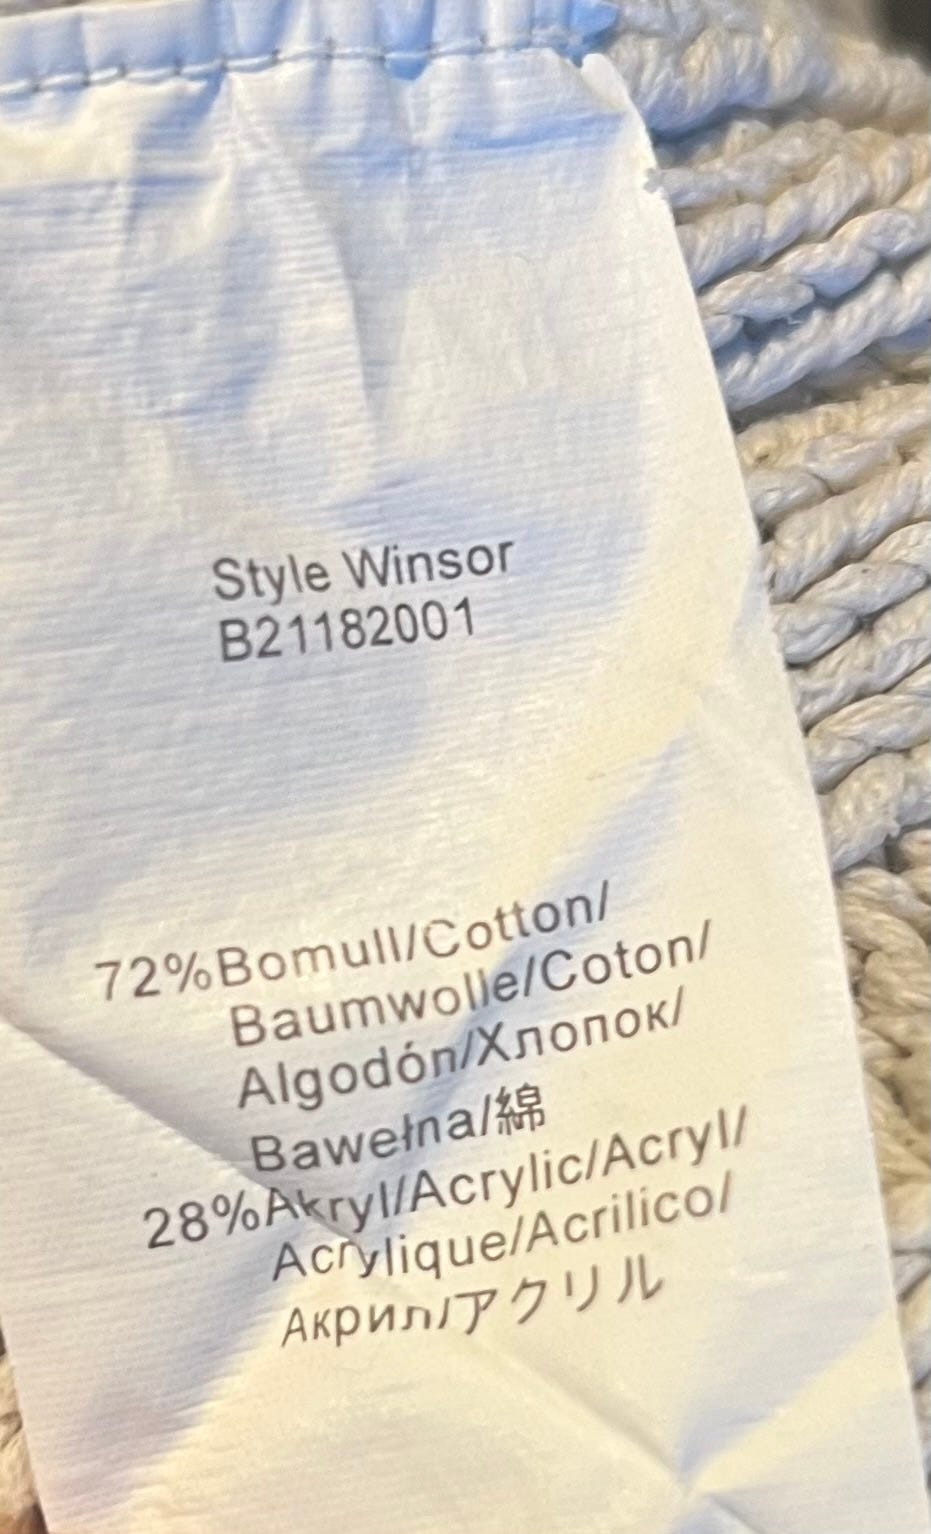 Style Winsor
B21182001
72%Bomull/Cotton/
Baumwolle/Coton/
Algodón/Хлопок/
Bawełna/綿
28%Akryl/Acrylic/Acryl/
Acrylique/Acrilico/
Акрил/アクリル